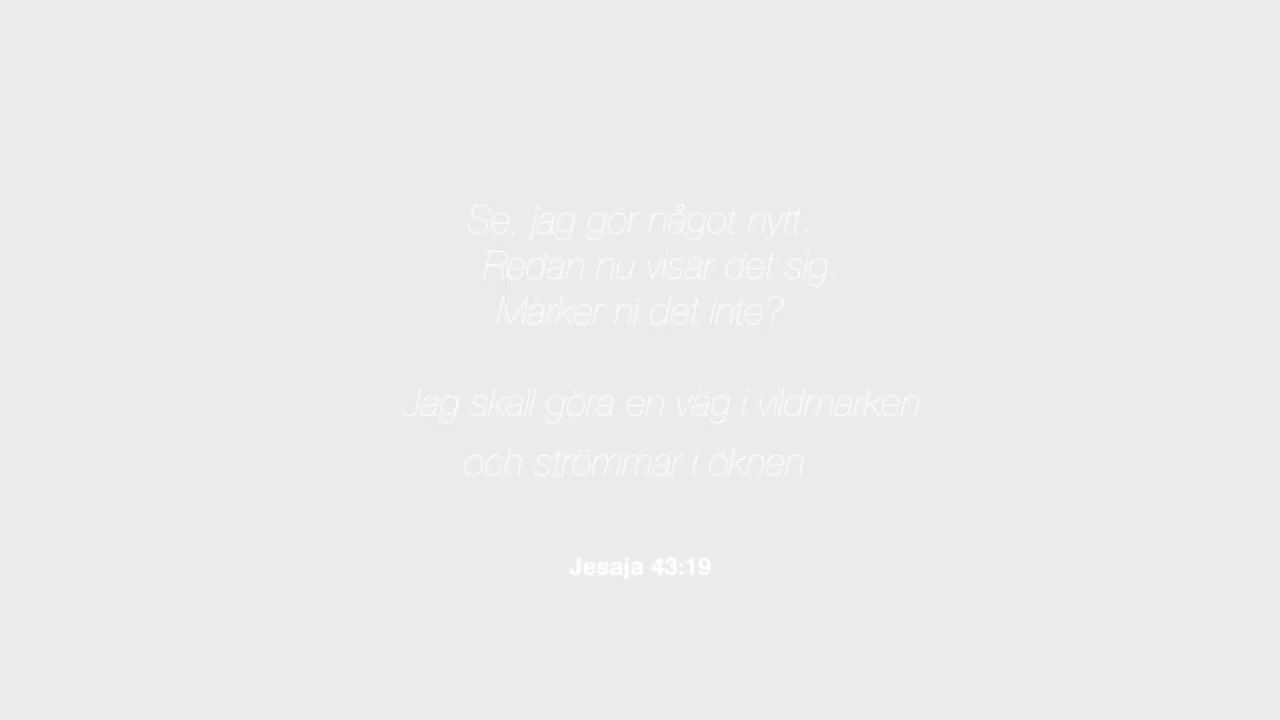 Se, jag gör något nytt.
Redan nu visar det sig.
Märker ni det inte?
Jag skall göra en väg i vildmarken
och strömmar i öknen.
Jesaja 43:19